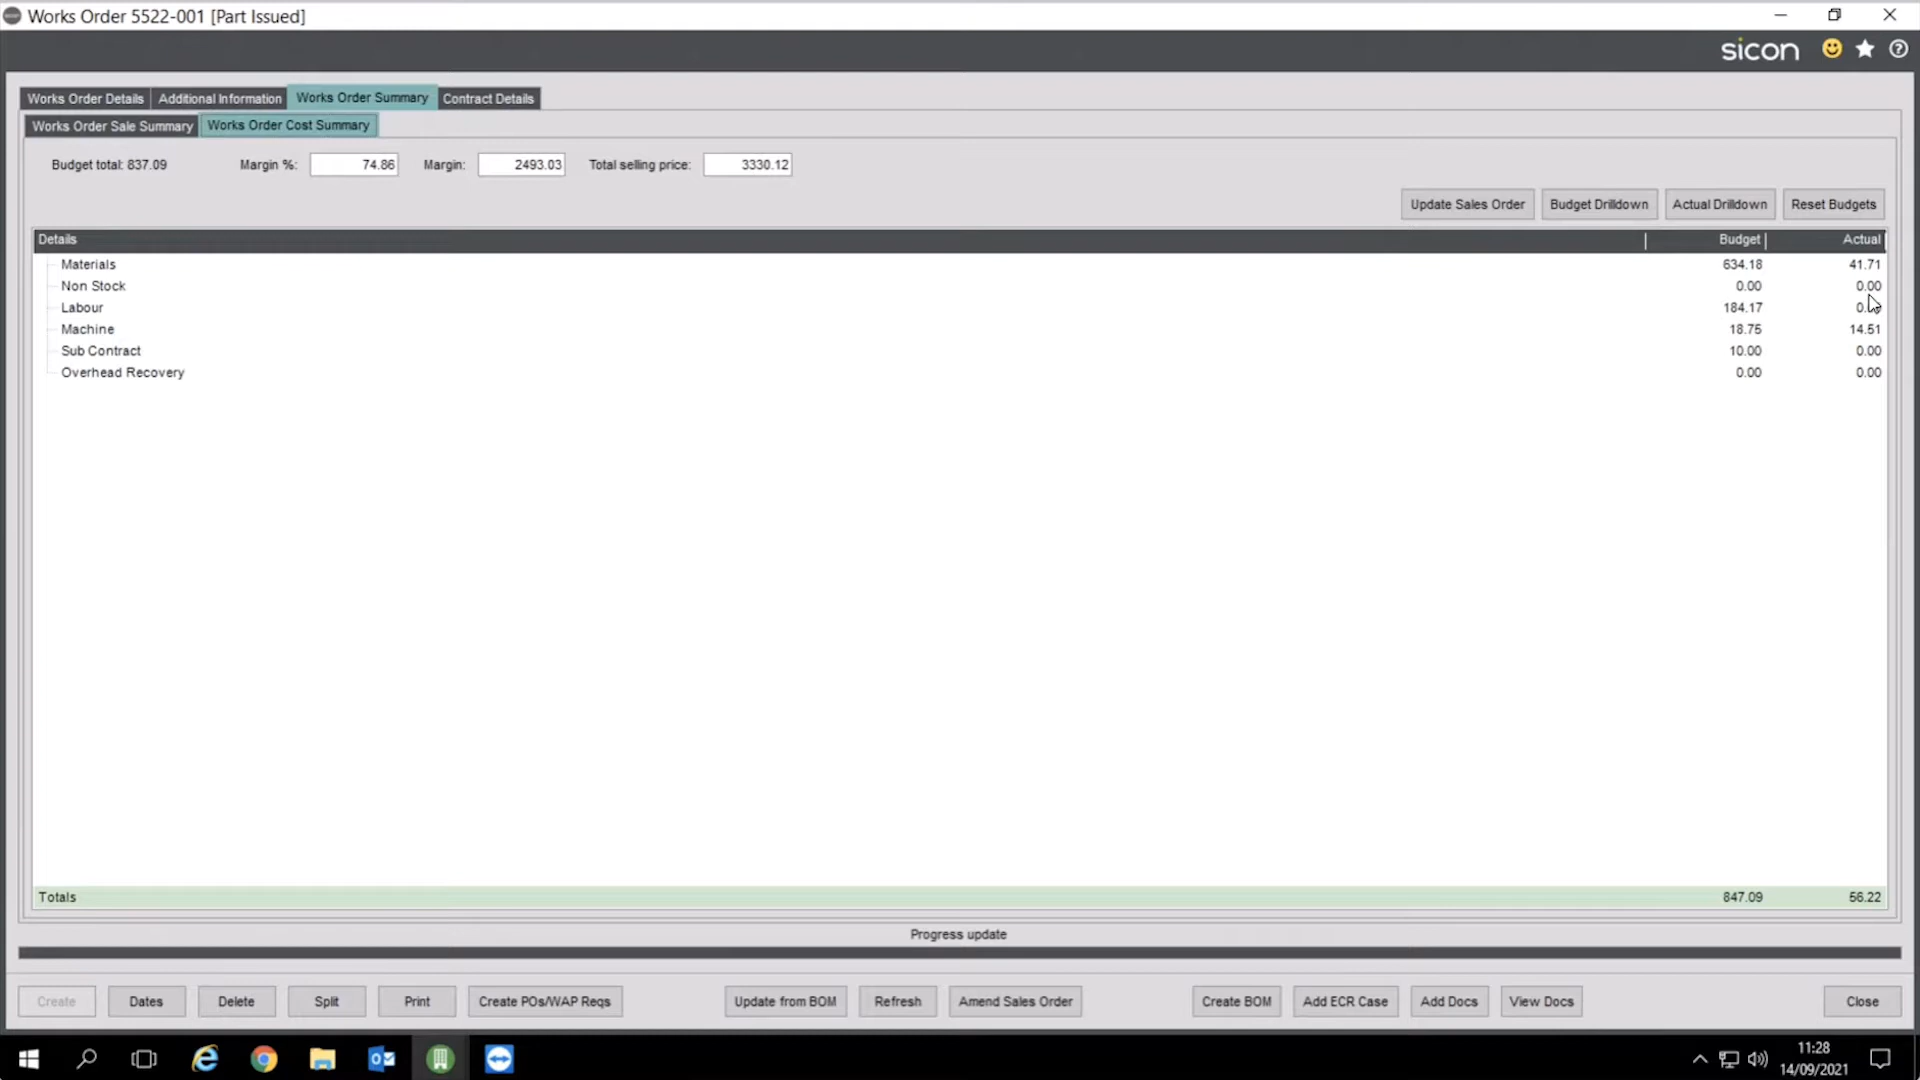 Works Order 5522-001 [Part Issued]
sicon
Works Order Details Additional Information Works Order Summary Contract Details
Works Order Sale Summary Works Order Cost Summary
Budget total: 837.09 Margin %: 74.86 Margin: 2493.03 Total selling price: 3330.12
Update Sales Order Budget Drilldown Actual Drilldown Reset Budgets
Details Budget Actual
Materials 634.18 41.71
Non Stock 0.00 0.00
Labour 184.17
Machine 18.75 14.51
Sub Contract 10.00 0.00
Overhead Recovery 0.00 0.00
Totals 847.09 56.22
Progress update
Create Dates Delete Split Print Create POs/WAP Reqs Update from BOM Refresh Amend Sales Order Create BOM Add ECR Case Add Docs View Docs Close
11:28
14/09/2021